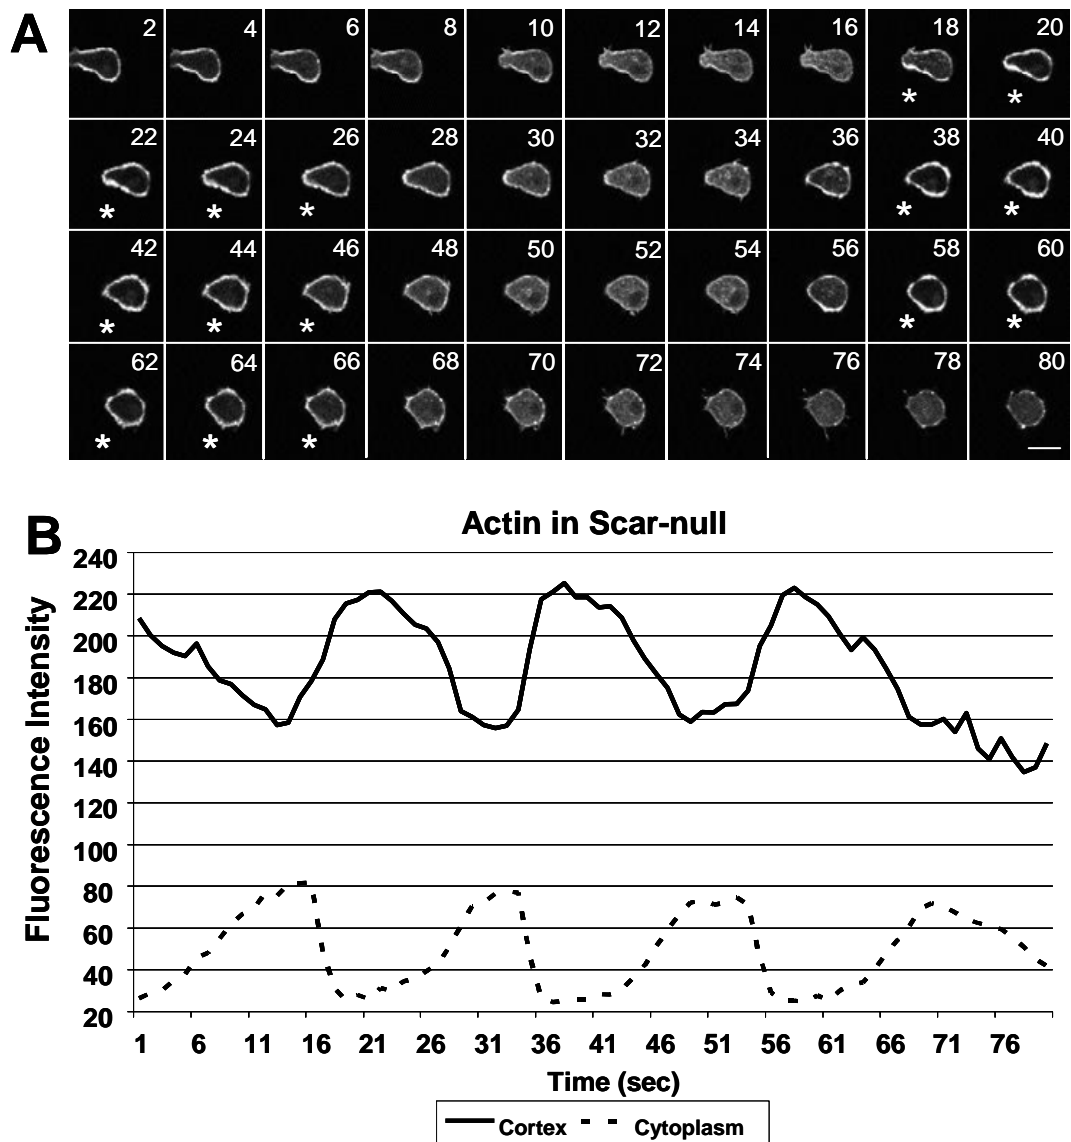 A
2 4 6 8 10 12 14 16 18 20
* *
22 24 26 28 30 32 34 36 38 40
* * * * *
42 44 46 48 50 52 54 56 58 60
* * * * *
62 64 66 68 70 72 74 76 78 80
* * *
B
Actin in Scar-null
Fluorescence Intensity
240
220
200
180
160
140
120
100
80
60
40
20
1 6 11 16 21 26 31 36 41 46 51 56 61 66 71 76
Time (sec)
Cortex Cytoplasm